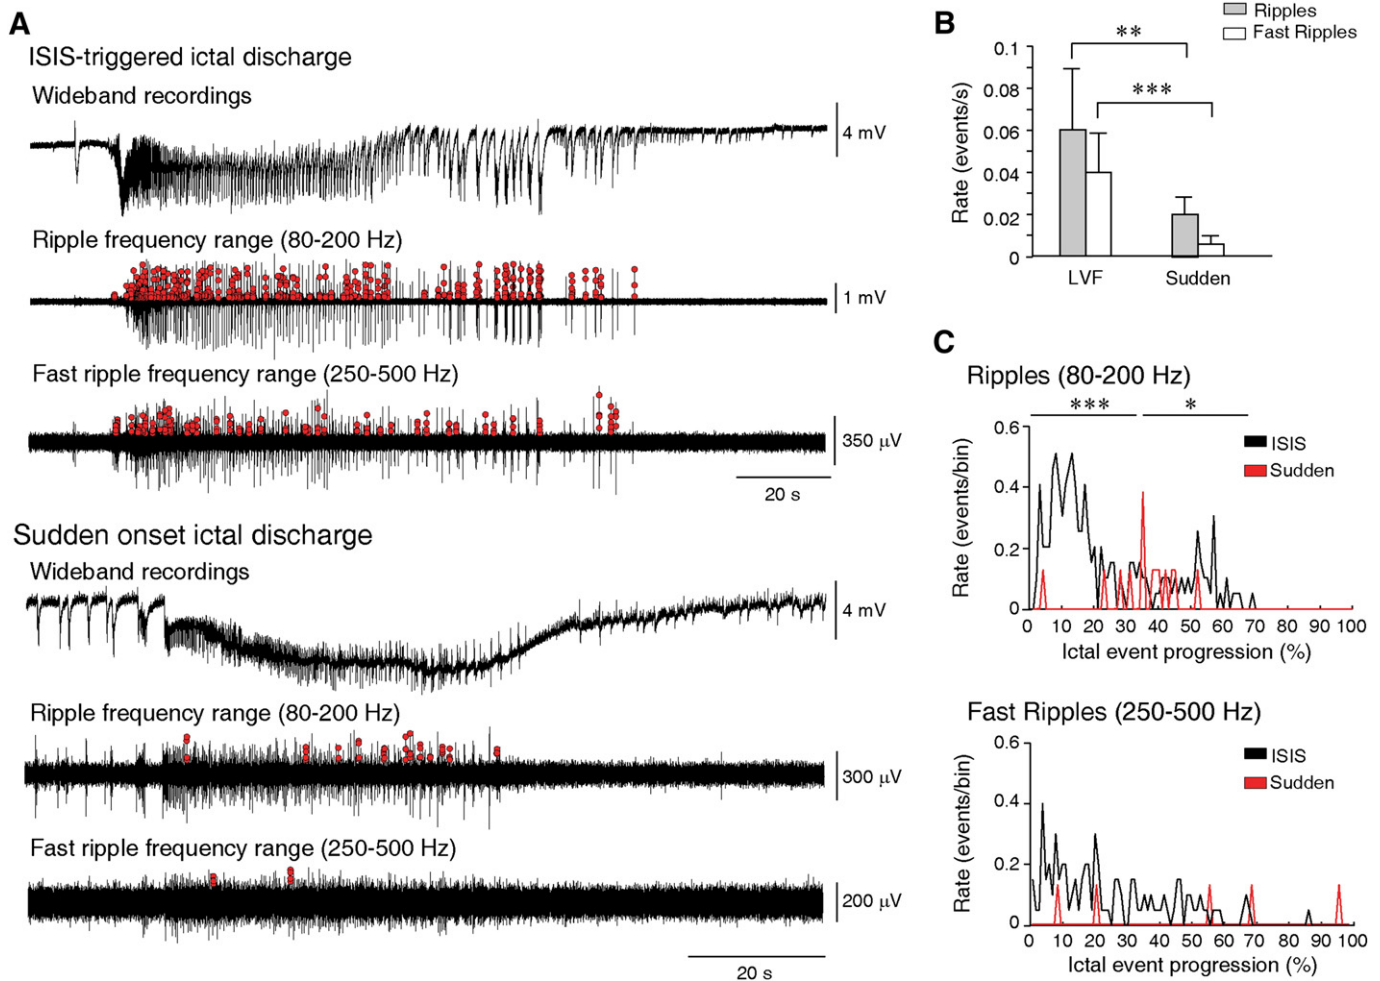 A
ISIS-triggered ictal discharge
Wideband recordings
4 mV
Ripple frequency range (80-200 Hz)
1 mV
Fast ripple frequency range (250-500 Hz)
350 μV
20 s
Sudden onset ictal discharge
Wideband recordings
4 mV
Ripple frequency range (80-200 Hz)
300 μV
Fast ripple frequency range (250-500 Hz)
200 μV
20 s
B
Ripples
Fast Ripples
**
***
0.1
0.08
0.06
0.04
0.02
0
Rate (events/s)
LVF Sudden
C
Ripples (80-200 Hz)
*** *
ISIS
Sudden
0.6
0.4
0.2
0
Rate (events/bin)
0 10 20 30 40 50 60 70 80 90 100
Ictal event progression (%)
Fast Ripples (250-500 Hz)
ISIS
Sudden
0.6
0.4
0.2
0
Rate (events/bin)
0 10 20 30 40 50 60 70 80 90 100
Ictal event progression (%)